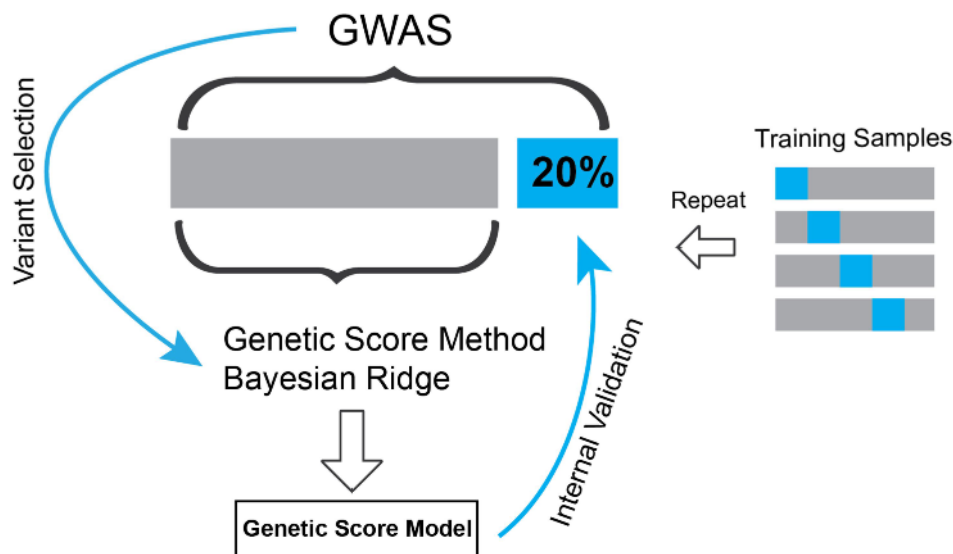 GWAS
Variant Selection
20%
Training Samples
Repeat
Genetic Score Method
Bayesian Ridge
Internal Validation
Genetic Score Model